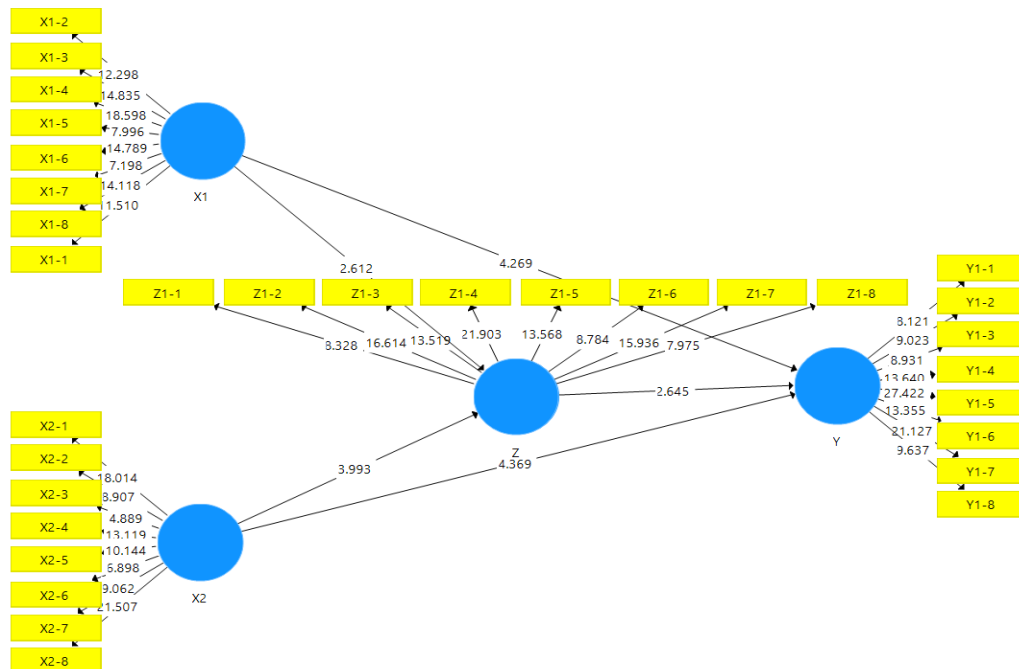 X1-2
X1-3
X1-4
X1-5
X1-6
X1-7
X1-8
X1-1
12.298
14.835
18.598
7.996
14.789
7.198
14.118
11.510
X1
2.612
4.269
Z1-1
Z1-2
Z1-3
Z1-4
Z1-5
Z1-6
Z1-7
Z1-8
8.328
16.614
13.519
21.903
13.568
8.784
15.936
7.975
Z
2.645
3.993
4.369
Y1-1
Y1-2
Y1-3
Y1-4
Y1-5
Y1-6
Y1-7
Y1-8
8.121
9.023
8.931
13.640
27.422
13.355
21.127
9.637
Y
X2-1
X2-2
X2-3
X2-4
X2-5
X2-6
X2-7
X2-8
18.014
8.907
4.889
13.119
10.144
6.898
9.062
21.507
X2